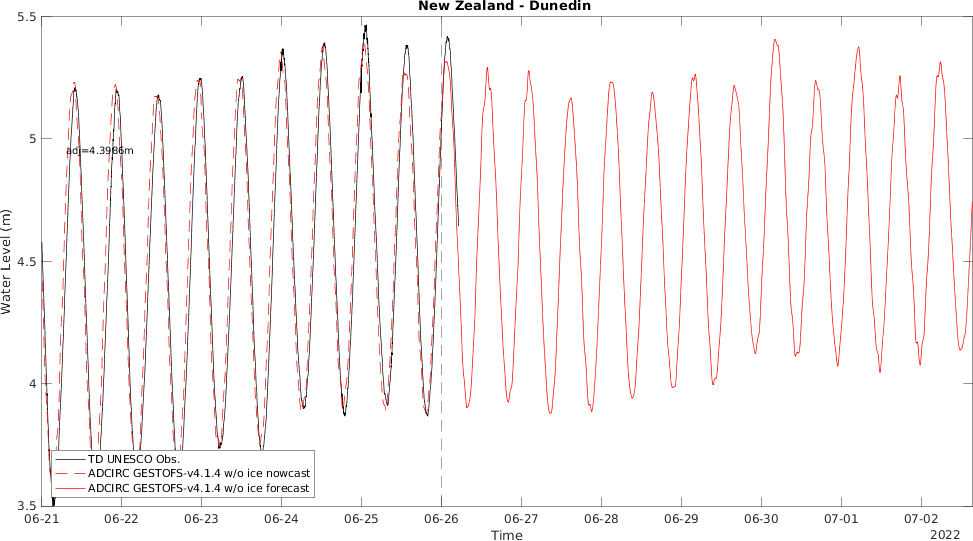 New Zealand - Dunedin
5.5
5
4.5
4
3.5
Water Level (m)
adj=4.3986m
TD UNESCO Obs.
ADCIRC GESTOFS-v4.1.4 w/o ice nowcast
ADCIRC GESTOFS-v4.1.4 w/o ice forecast
06-21 06-22 06-23 06-24 06-25 06-26 06-27 06-28 06-29 06-30 07-01 07-02
Time
2022